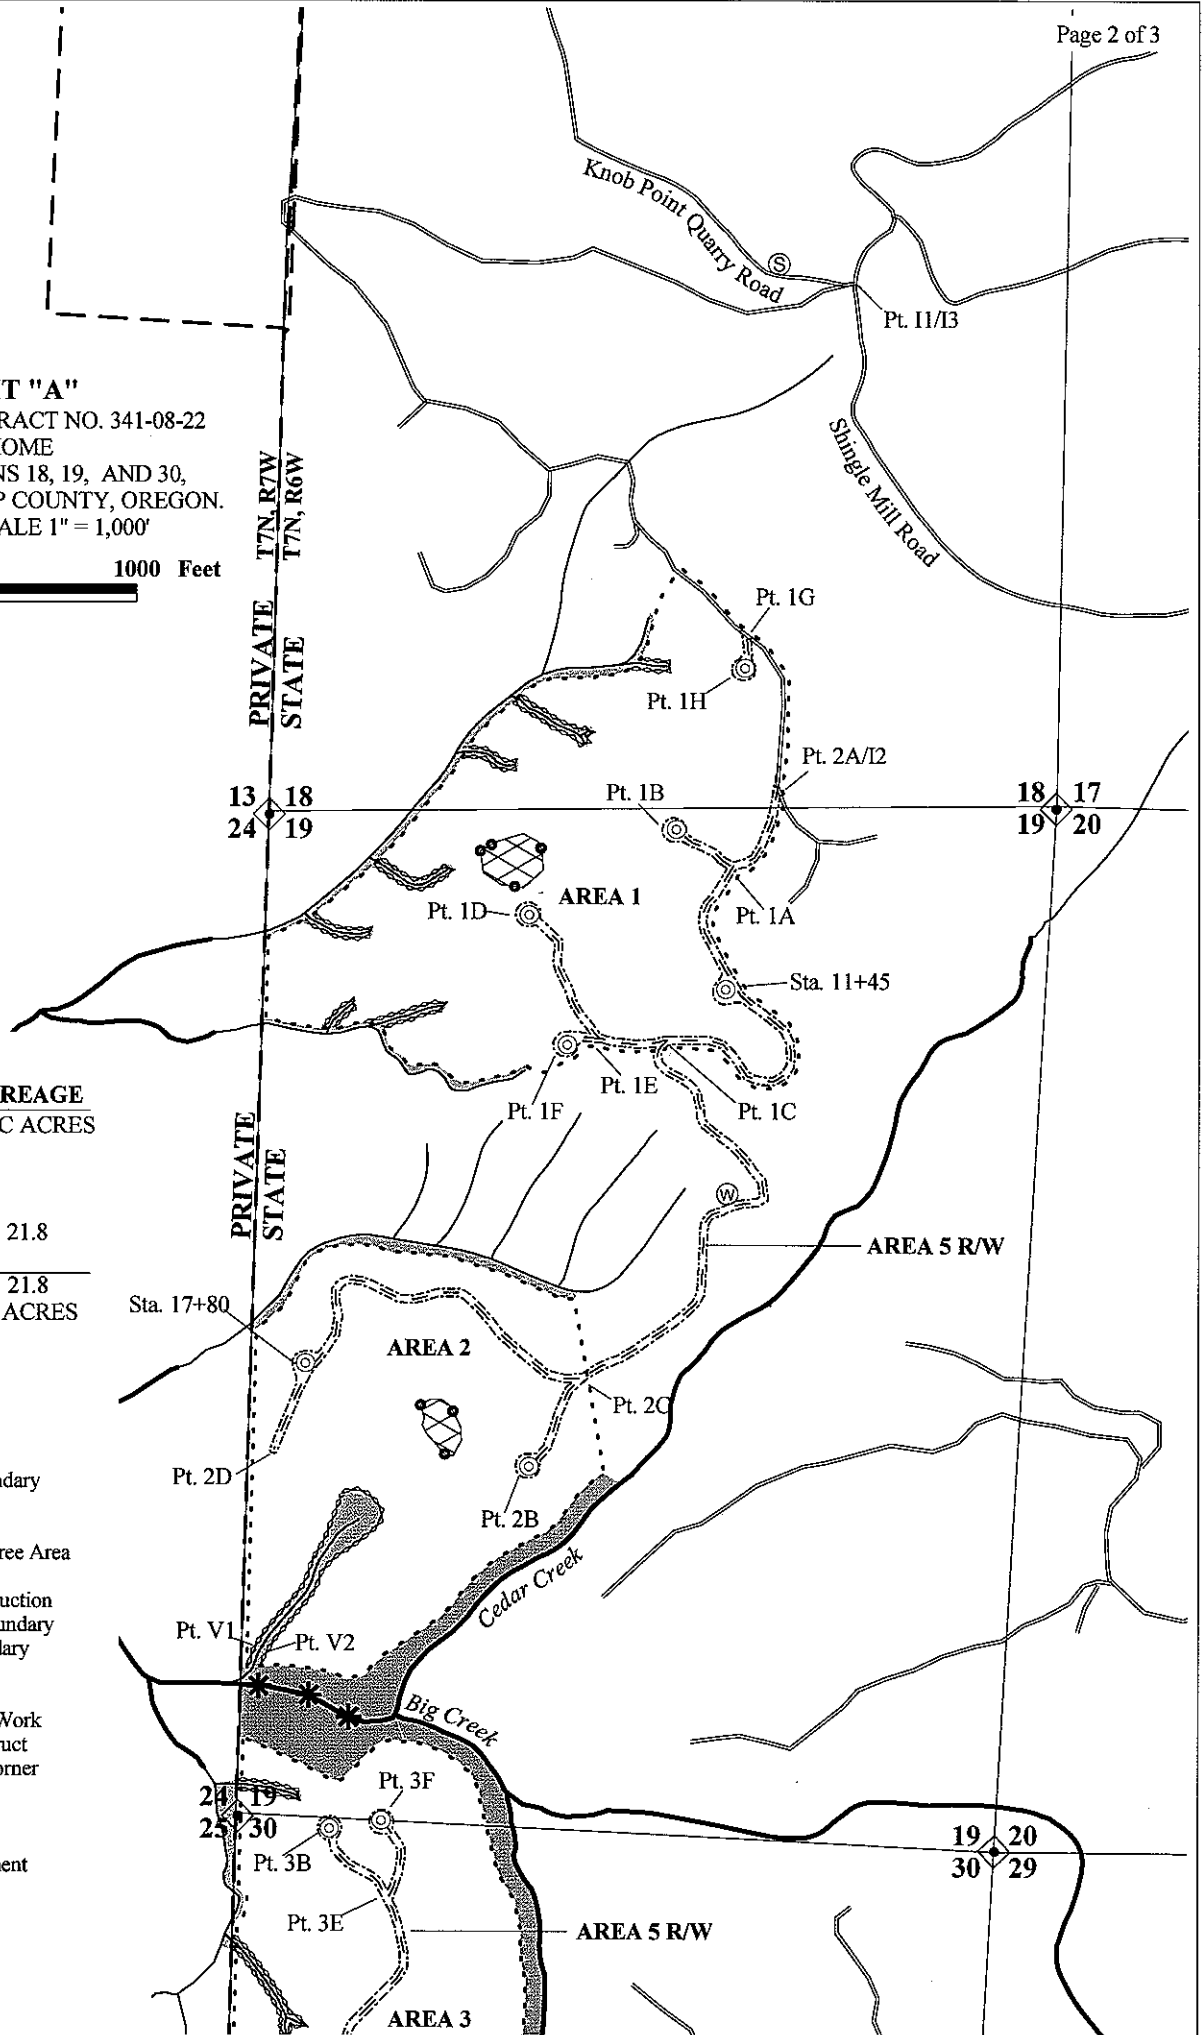 Page 2 of 3
Knob Point Quarry Road
S
Pt. I1/I3
IT "A"
RACT NO. 341-08-22
OME
NS 18, 19, AND 30,
P COUNTY, OREGON.
ALE 1" = 1,000'
1000 Feet
T7N, R7W
T7N, R6W
Shingle Mill Road
PRIVATE
STATE
Pt. 1G
Pt. 1H
Pt. 2A/I2
Pt. 1B
13 18
24 19
18 17
19 20
AREA 1
Pt. 1D
Pt. 1A
Sta. 11+45
Pt. 1E
Pt. 1F
Pt. 1C
REAGE
C ACRES
PRIVATE
STATE
21.8
21.8
ACRES
W
AREA 5 R/W
Sta. 17+80
AREA 2
Pt. 2C
Pt. 2D
Pt. 2B
ndary
ree Area
uction
undary
lary
Cedar Creek
Pt. V1
Pt. V2
Big Creek
Work
ruct
orner
24 19
25 30
Pt. 3F
Pt. 3B
19 20
30 29
nent
Pt. 3E
AREA 5 R/W
AREA 3